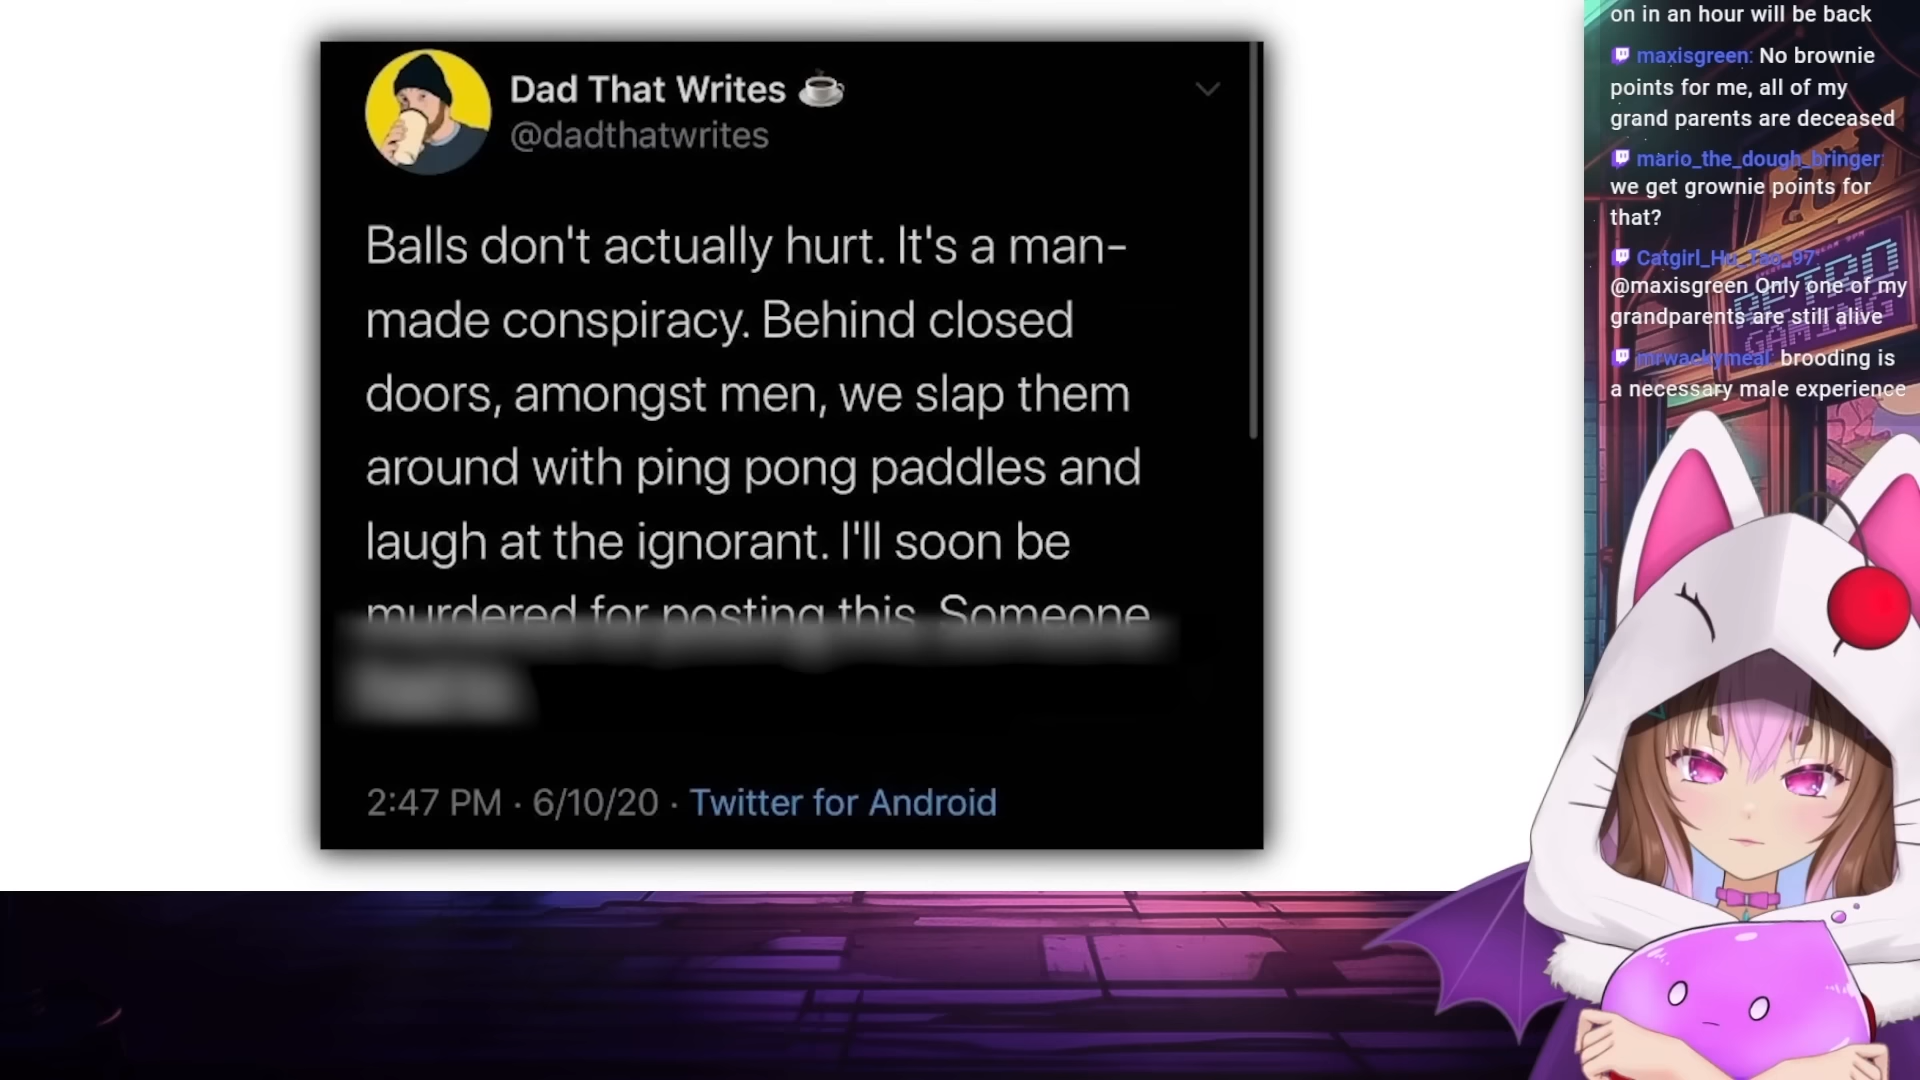 Dad That Writes ☕
@dadthatwrites
Balls don't actually hurt. It's a man-
made conspiracy. Behind closed
doors, amongst men, we slap them
around with ping pong paddles and
laugh at the ignorant. I'll soon be
murdered for posting this. Someone
2:47 PM · 6/10/20 · Twitter for Android
on in an hour will be back
maxisgreen: No brownie
points for me, all of my
grand parents are deceased
mario_the_dough_bringer:
we get grownie points for
that?
Catgirl_Hu_Tao_97:
@maxisgreen Only one of my
grandparents are still alive
mrwackymeal: brooding is
a necessary male experience
RETRO
GAMING